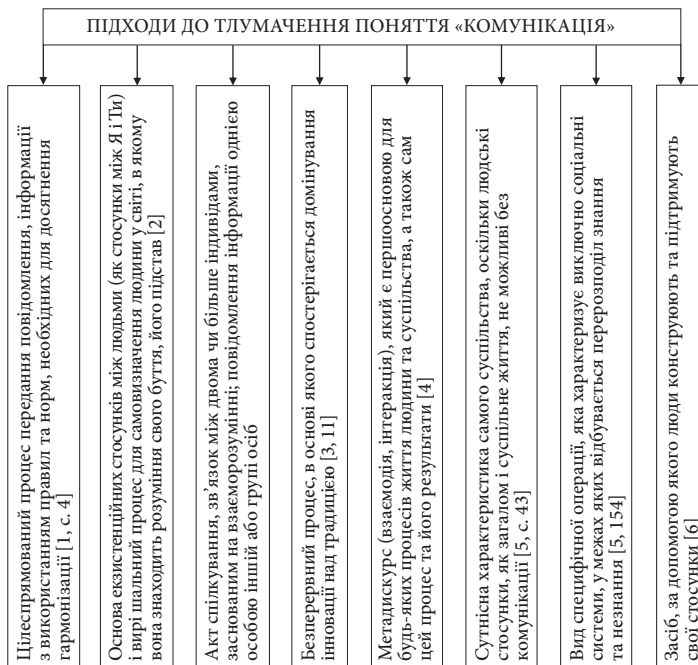 ПІДХОДИ ДО ТЛУМАЧЕННЯ ПОНЯТТЯ «КОМУНІКАЦІЯ»
Цілеспрямований процес передання повідомлення, інформації
з використанням правил та норм, необхідних для досягнення
гармонізації [1, с. 4]
Основа екзистенційних стосунків між людьми (як стосунки між Я і Ти)
і вирі шальний процес для самовизначення людини у світі, в якому
вона знаходить розуміння свого буття, його підстав [2]
Акт спілкування, зв'язок між двома чи більше індивідами,
заснованим на взаєморозумінні; повідомлення інформації однією
особою іншій або групі осіб
Безперервний процес, в основі якого спостерігається домінування
інновації над традицією [3, 11]
Метадискурс (взаємодія, інтеракція), який є першоосновою для
будь-яких процесів життя людини та суспільства, а також сам
цей процес та його результати [4]
Сутнісна характеристика самого суспільства, оскільки людські
стосунки, як загалом і суспільне життя, не можливі без
комунікації [5, с. 43]
Вид специфічної операції, яка характеризує виключно соціальні
системи, у межах яких відбувається перерозподіл знання
та незнання [5, 154]
Засіб, за допомогою якого люди конструюють та підтримують
свої стосунки [6]